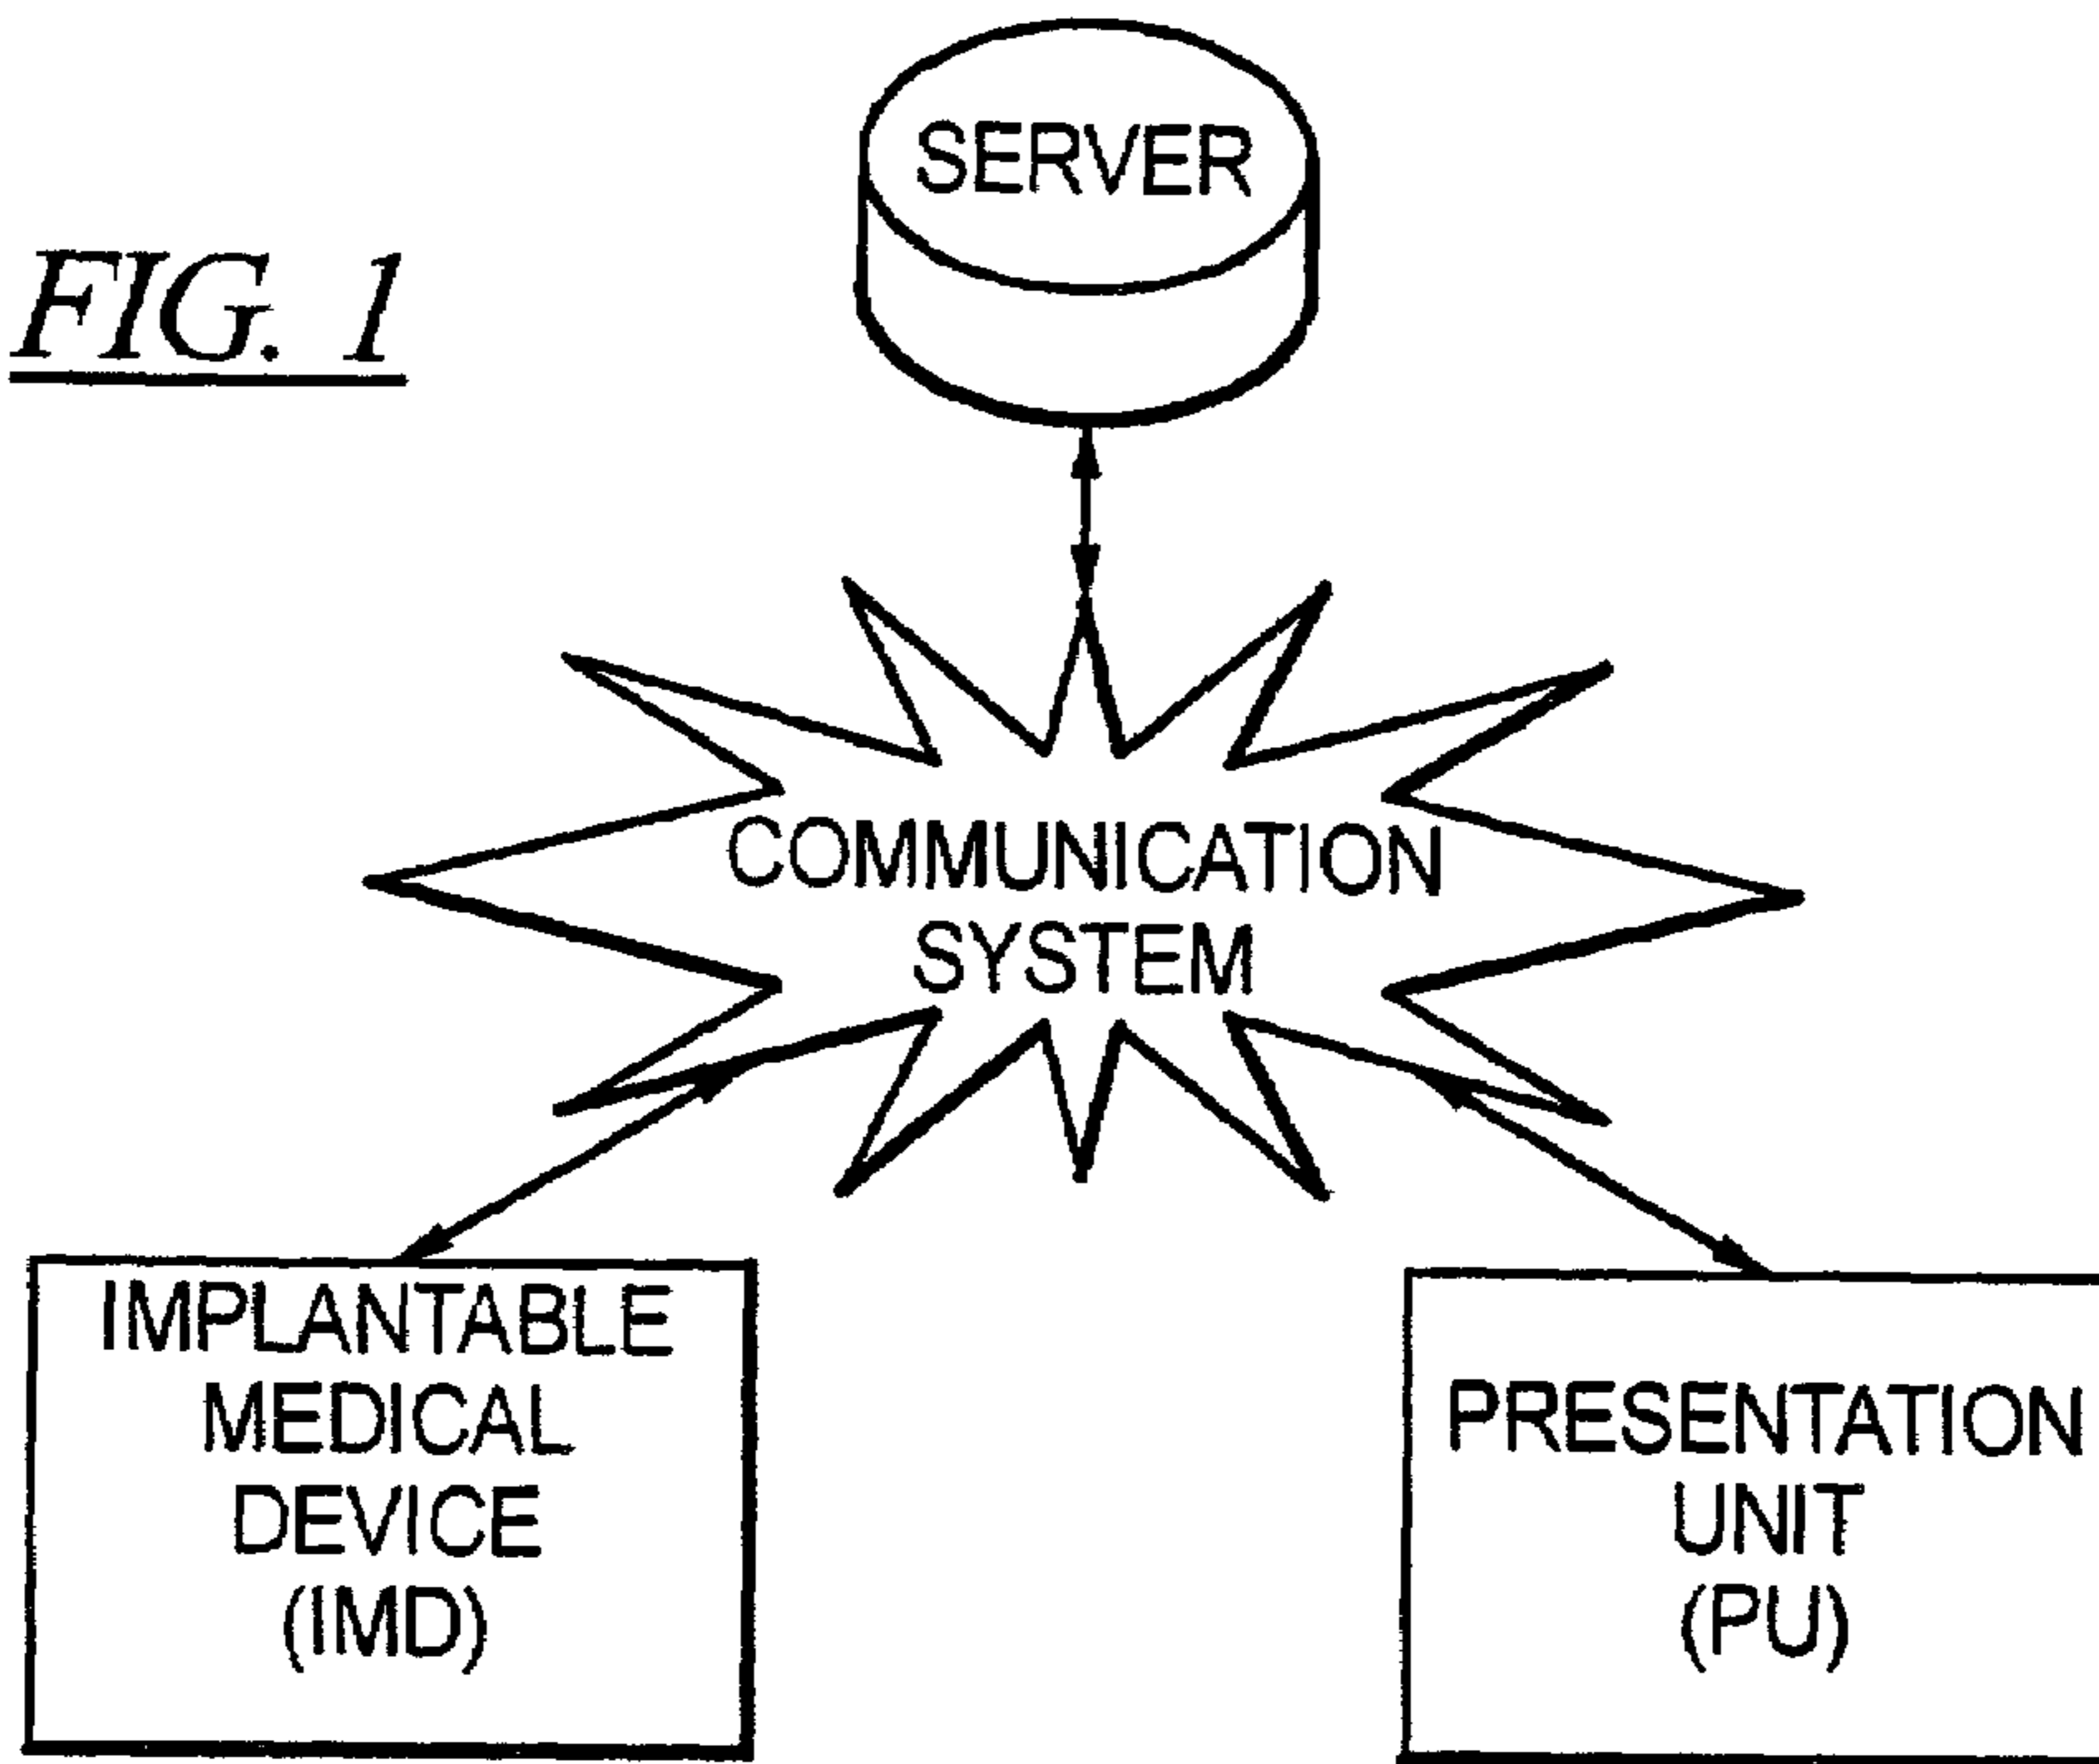 SERVER
FIG. 1
COMMUNICATION
SYSTEM
IMPLANTABLE
MEDICAL
DEVICE
(IMD)
PRESENTATION
UNIT
(PU)